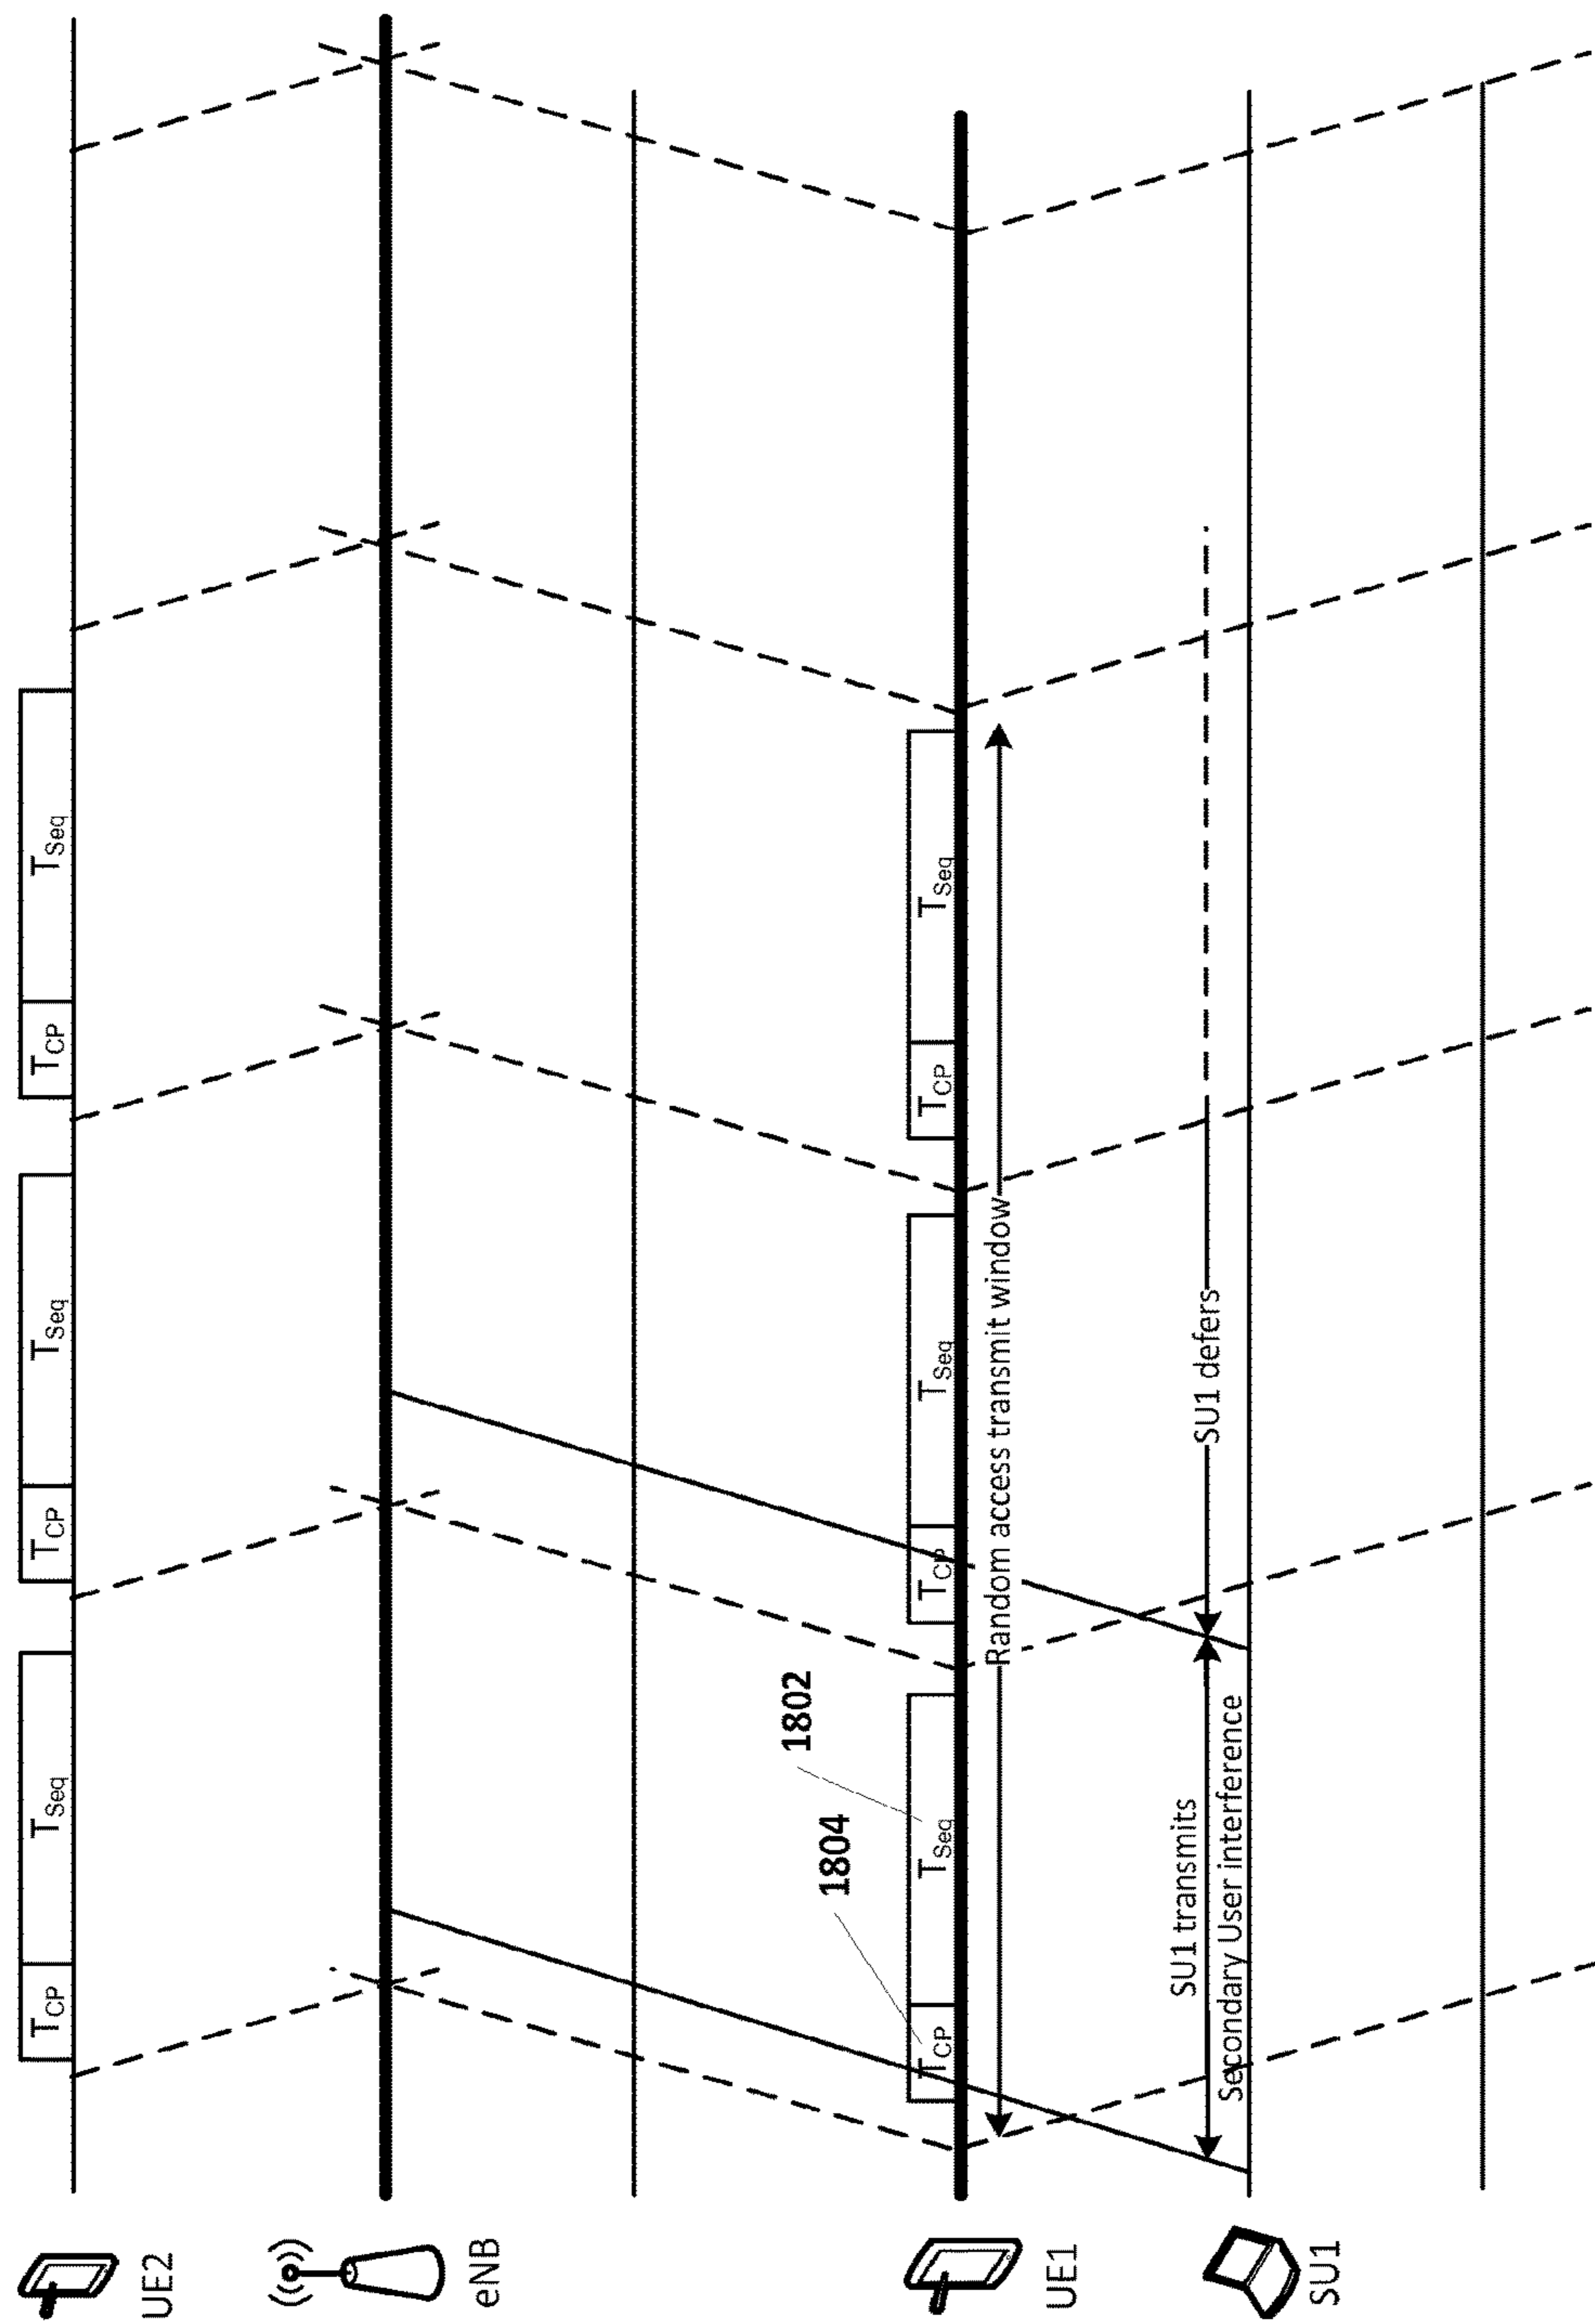 UE2
T_CP
T_Seq
T_CP
T_Seq
T_CP
T_Seq
eNB
1804
1802
UE1
T_CP
T_Seq
T_CP
T_Seq
T_CP
T_Seq
Random access transmit window
SU1 transmits
SU1 defers
Secondary User interference
SU1